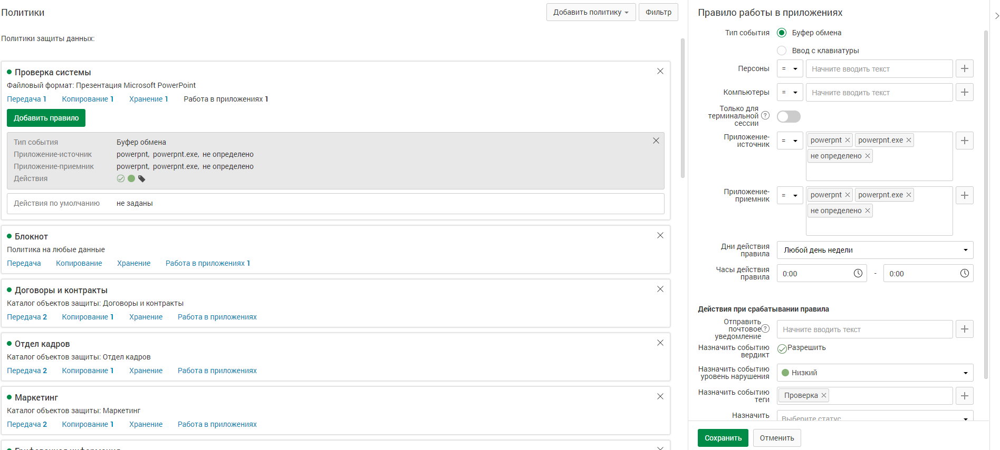 Политики
Добавить политику
Фильтр
Политики защиты данных:
Проверка системы
Файловый формат: Презентация Microsoft PowerPoint
Передача 1 Копирование 1 Хранение 1 Работа в приложениях 1
Добавить правило
Тип события Буфер обмена
Приложение-источник powerpnt, powerpnt.exe, не определено
Приложение-приемник powerpnt, powerpnt.exe, не определено
Действия
Действия по умолчанию не заданы
Блокнот
Политика на любые данные
Передача Копирование Хранение Работа в приложениях 1
Договоры и контракты
Каталог объектов защиты: Договоры и контракты
Передача 2 Копирование 1 Хранение Работа в приложениях
Отдел кадров
Каталог объектов защиты: Отдел кадров
Передача 2 Копирование 1 Хранение Работа в приложениях
Маркетинг
Каталог объектов защиты: Маркетинг
Передача 2 Копирование 1 Хранение Работа в приложениях
Правило работы в приложениях
Тип события Буфер обмена
Ввод с клавиатуры
Персоны = Начните вводить текст +
Компьютеры = Начните вводить текст +
Только для
терминальной ?
сессии
Приложение-
источник = powerpnt powerpnt.exe +
не определено
Приложение-
приемник = powerpnt powerpnt.exe +
не определено
Дни действия
правила Любой день недели
Часы действия
правила 0:00 - 0:00
Действия при срабатывании правила
Отправить
почтовое ? Начните вводить текст +
уведомление
Назначить событию Разрешить
вердикт
Назначить событию
уровень нарушения Низкий
Назначить событию
теги Проверка +
Назначить Выберите статус
Сохранить Отменить